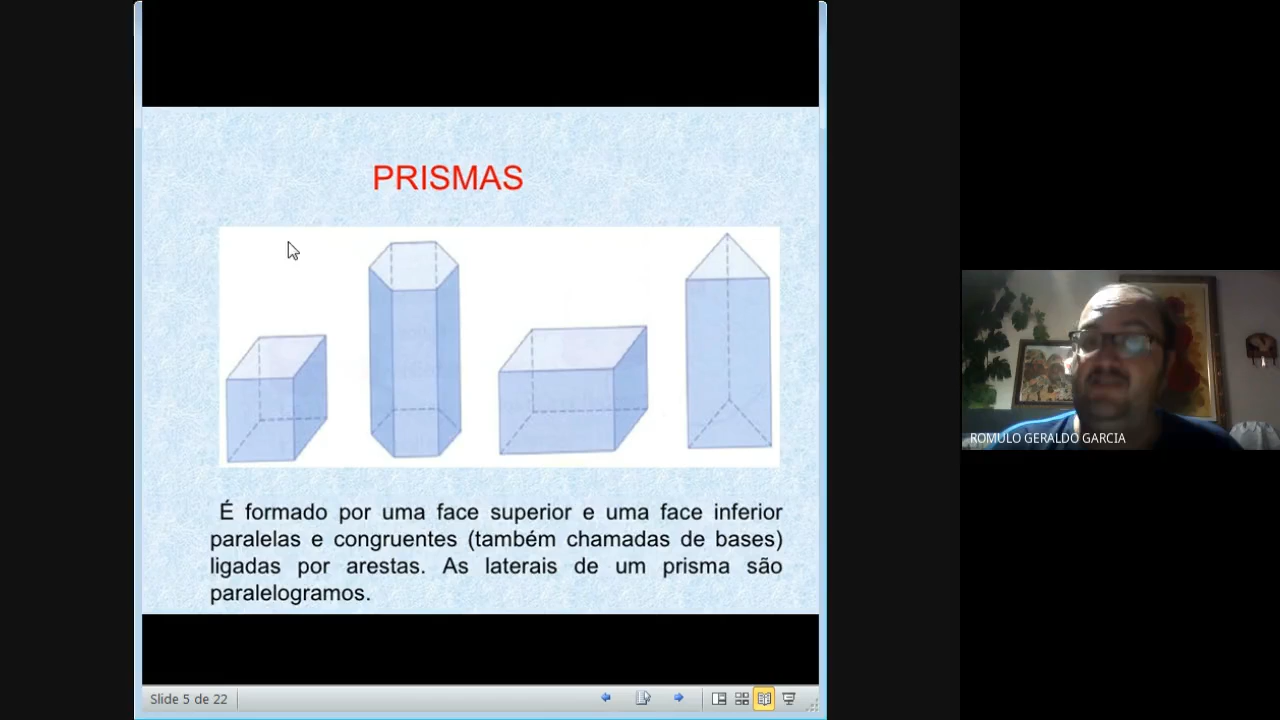 PRISMAS
É formado por uma face superior e uma face inferior
paralelas e congruentes (também chamadas de bases)
ligadas por arestas. As laterais de um prisma são
paralelogramos.
ROMULO GERALDO GARCIA
Slide 5 de 22